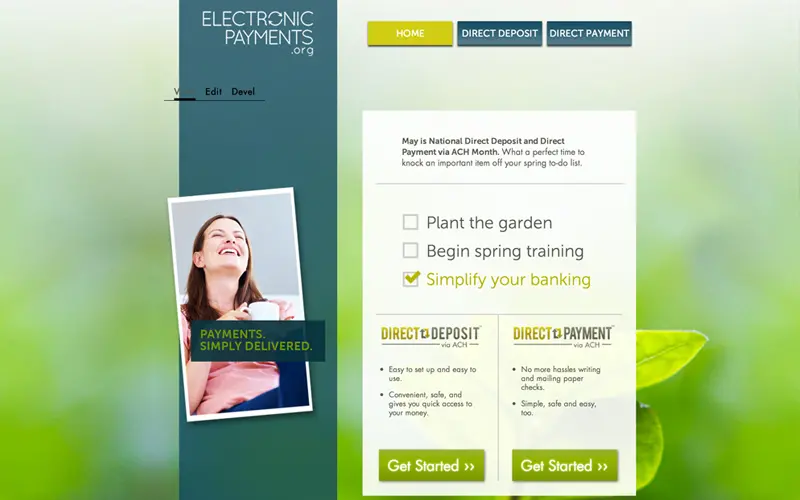 ELECTRONIC
PAYMENTS
.org
HOME
DIRECT DEPOSIT
DIRECT PAYMENT
Edit
Devel
May is National Direct Deposit and Direct
Payment via ACH Month. What a perfect time to
knock an important item off your spring to-do list.
Plant the garden
Begin spring training
Simplify your banking
PAYMENTS.
SIMPLY DELIVERED.
DIRECT DEPOSIT
via ACH
• Easy to set up and easy to
use.
• Convenient, safe, and
gives you quick access to
your money.
Get Started ››
DIRECT PAYMENT
via ACH
• No more hassles writing
and mailing paper
checks.
• Simple, safe and easy,
too.
Get Started ››